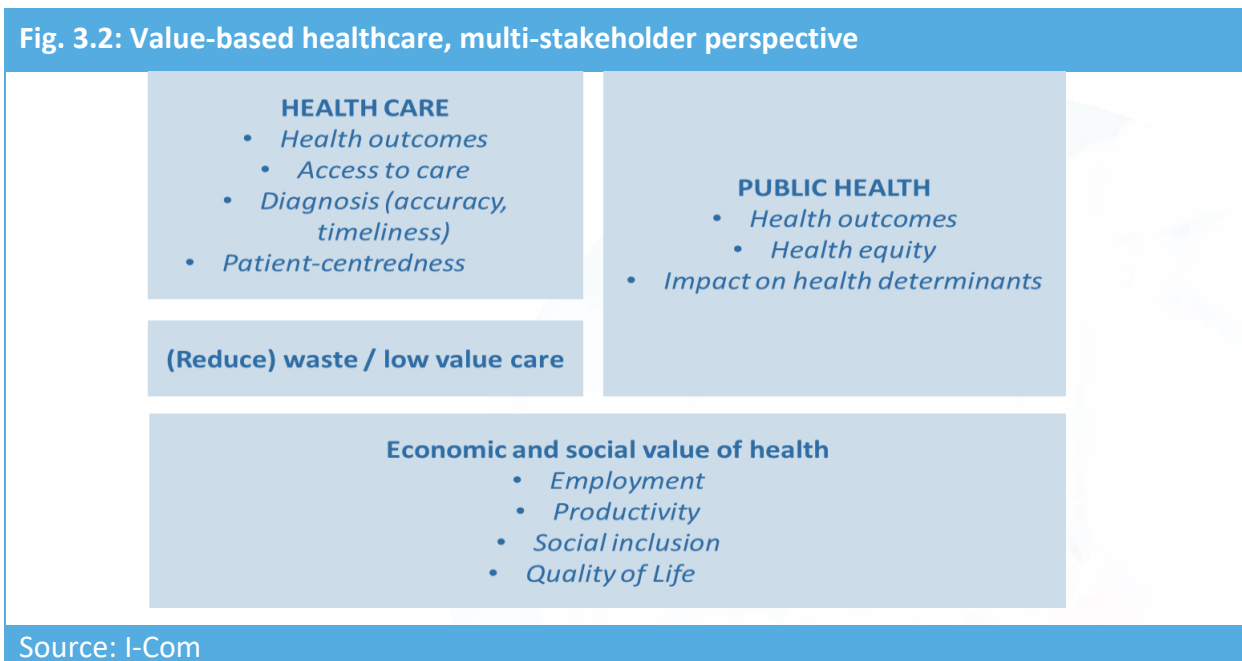 Fig. 3.2: Value-based healthcare, multi-stakeholder perspective
HEALTH CARE
• Health outcomes
• Access to care
• Diagnosis (accuracy,
timeliness)
• Patient-centredness
(Reduce) waste / low value care
PUBLIC HEALTH
• Health outcomes
• Health equity
• Impact on health determinants
Economic and social value of health
• Employment
• Productivity
• Social inclusion
• Quality of Life
Source: I-Com